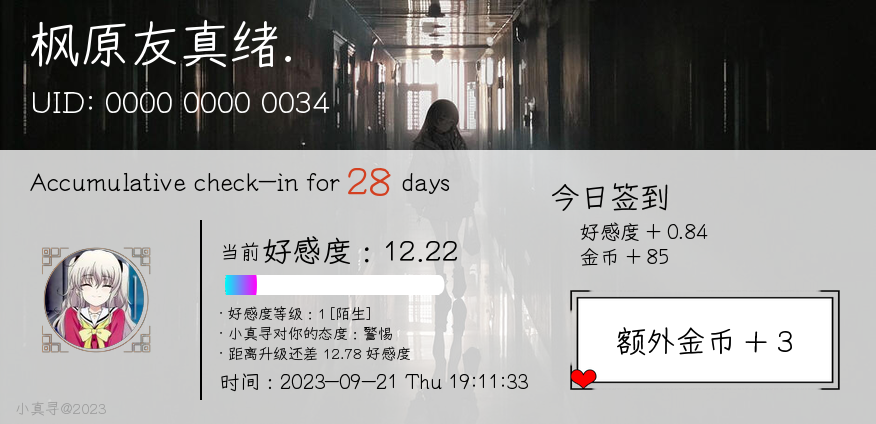 枫原友真绪.
UID: 0000 0000 0034
Accumulative check-in for 28 days
当前好感度：12.22
·好感度等级：1 [陌生]
·小真寻对你的态度：警惕
·距离升级还差 12.78 好感度
时间：2023-09-21 Thu 19:11:33
今日签到
好感度 + 0.84
金币 + 85
额外金币 + 3
小真寻@2023